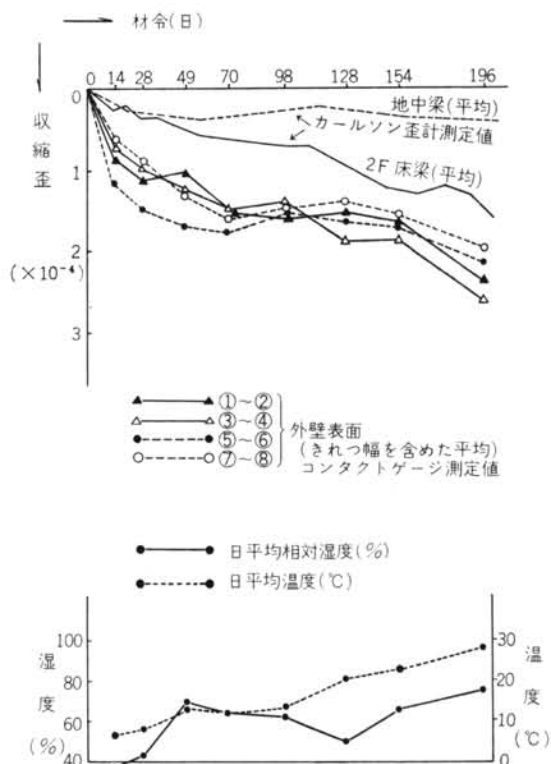 材令(日)
0 14 28 49 70 98 128 154 196
0
地中梁(平均)
カールソン歪計測定値
収縮歪
1
2F床梁(平均)
2
(×10⁻⁴)
3
①~②
③~④
⑤~⑥
⑦~⑧
外壁表面
(きれつ幅を含めた平均)
コンタクトゲージ測定値
日平均相対湿度(%)
日平均温度(℃)
湿度
(%)
100
80
60
40
30
20
10
0
温度
(℃)